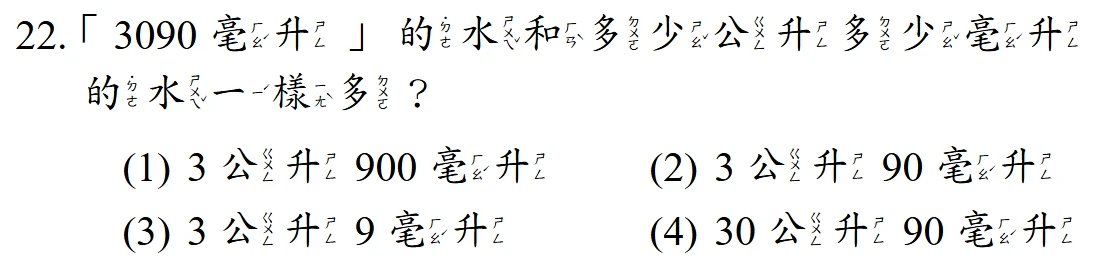 22.「 3090 毫升 」 的水和多少公升多少毫升
的水一樣多？
(1) 3 公升 900 毫升 (2) 3 公升 90 毫升
(3) 3 公升 9 毫升 (4) 30 公升 90 毫升